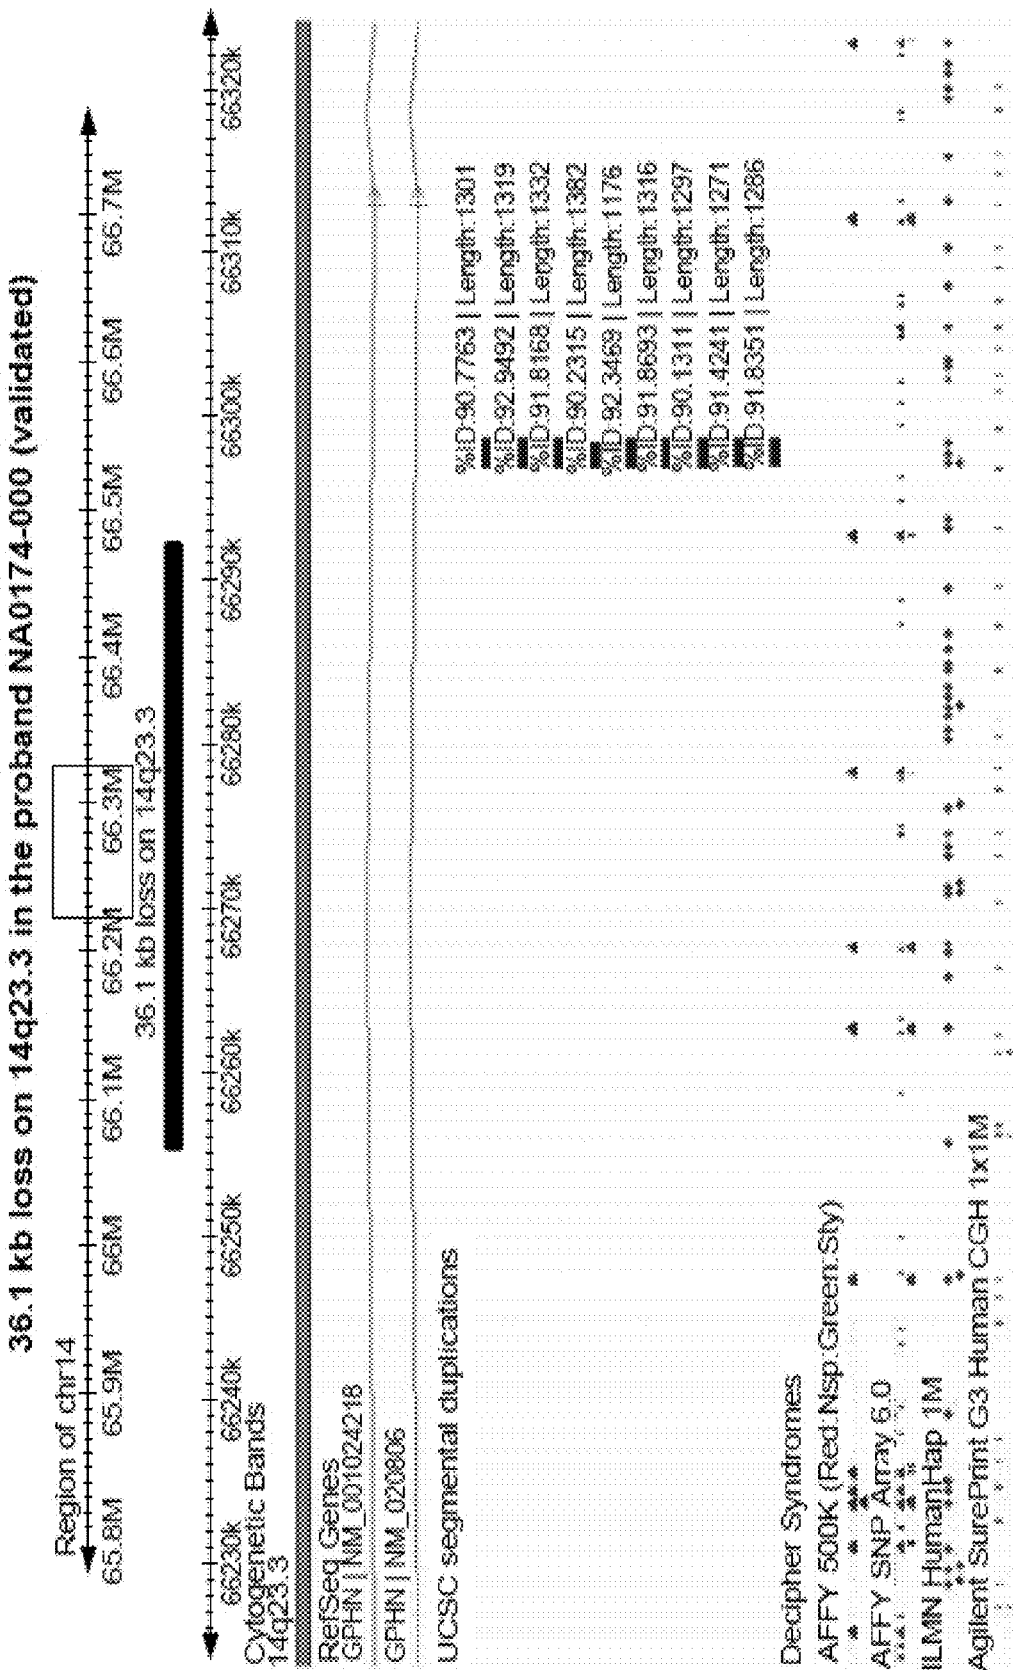 36.1 kb loss on 14q23.3 in the proband NA0174-000 (validated)
Region of chr14
65.8M 65.9M 66M 66.1M 66.2M 66.3M 66.4M 66.5M 66.6M 66.7M
36.1 kb loss on 14q23.3
66230k 66240k 66250k 66260k 66270k 66280k 66290k 66300k 66310k 66320k
Cytogenetic Bands
14q23.3
RefSeq Genes
GPHN | NM_001024218
GPHN | NM_020806
UCSC segmental duplications
%ID:90.7763 | Length:1301
%ID:92.9492 | Length:1319
%ID:91.8168 | Length:1332
%ID:90.2315 | Length:1382
%ID:92.3469 | Length:1176
%ID:91.8693 | Length:1316
%ID:90.1311 | Length:1297
%ID:91.4241 | Length:1271
%ID:91.8351 | Length:1286
Decipher Syndromes
AFFY 500K (Red:Nsp:Green:Sty)
AFFY SNP Array 6.0
ILMN HumanHap 1M
Agilent SurePrint G3 Human CGH 1x1M